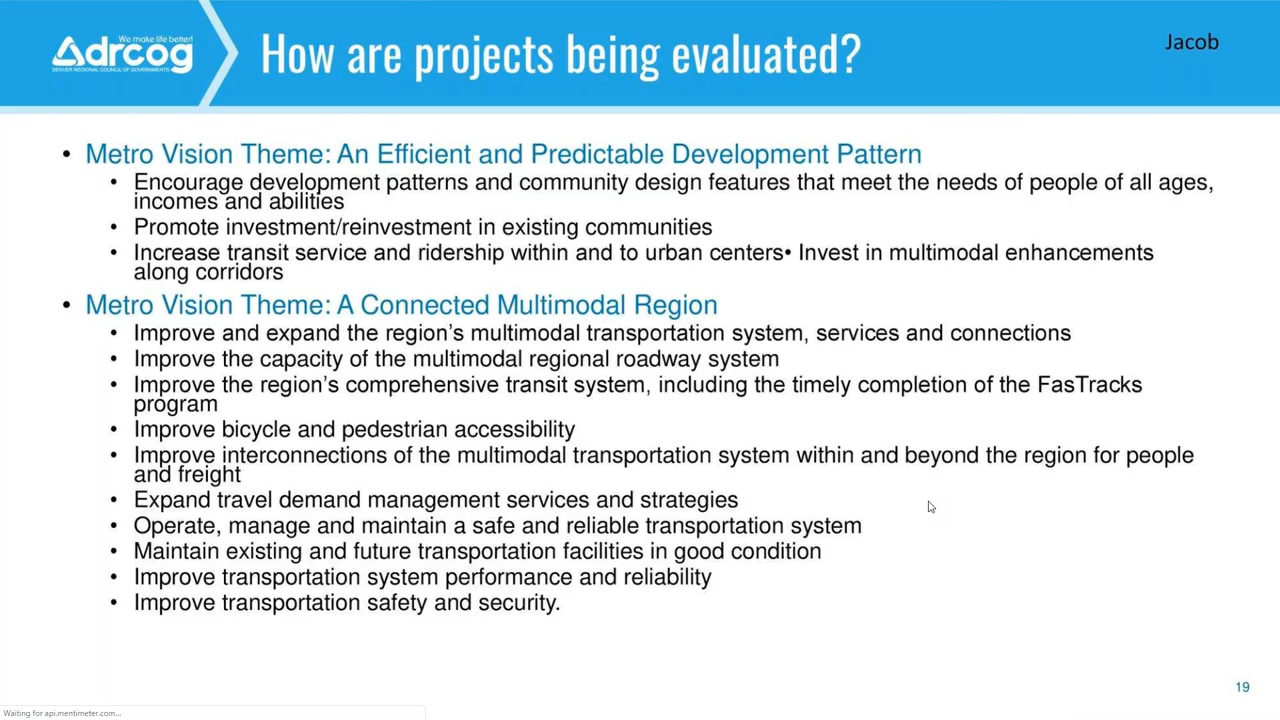 We make life better!
drcog
DENVER REGIONAL COUNCIL OF GOVERNMENTS
How are projects being evaluated?
Jacob
• Metro Vision Theme: An Efficient and Predictable Development Pattern
• Encourage development patterns and community design features that meet the needs of people of all ages,
incomes and abilities
• Promote investment/reinvestment in existing communities
• Increase transit service and ridership within and to urban centers• Invest in multimodal enhancements
along corridors
• Metro Vision Theme: A Connected Multimodal Region
• Improve and expand the region’s multimodal transportation system, services and connections
• Improve the capacity of the multimodal regional roadway system
• Improve the region’s comprehensive transit system, including the timely completion of the FasTracks
program
• Improve bicycle and pedestrian accessibility
• Improve interconnections of the multimodal transportation system within and beyond the region for people
and freight
• Expand travel demand management services and strategies
• Operate, manage and maintain a safe and reliable transportation system
• Maintain existing and future transportation facilities in good condition
• Improve transportation system performance and reliability
• Improve transportation safety and security.
19
Waiting for api.mentimeter.com...